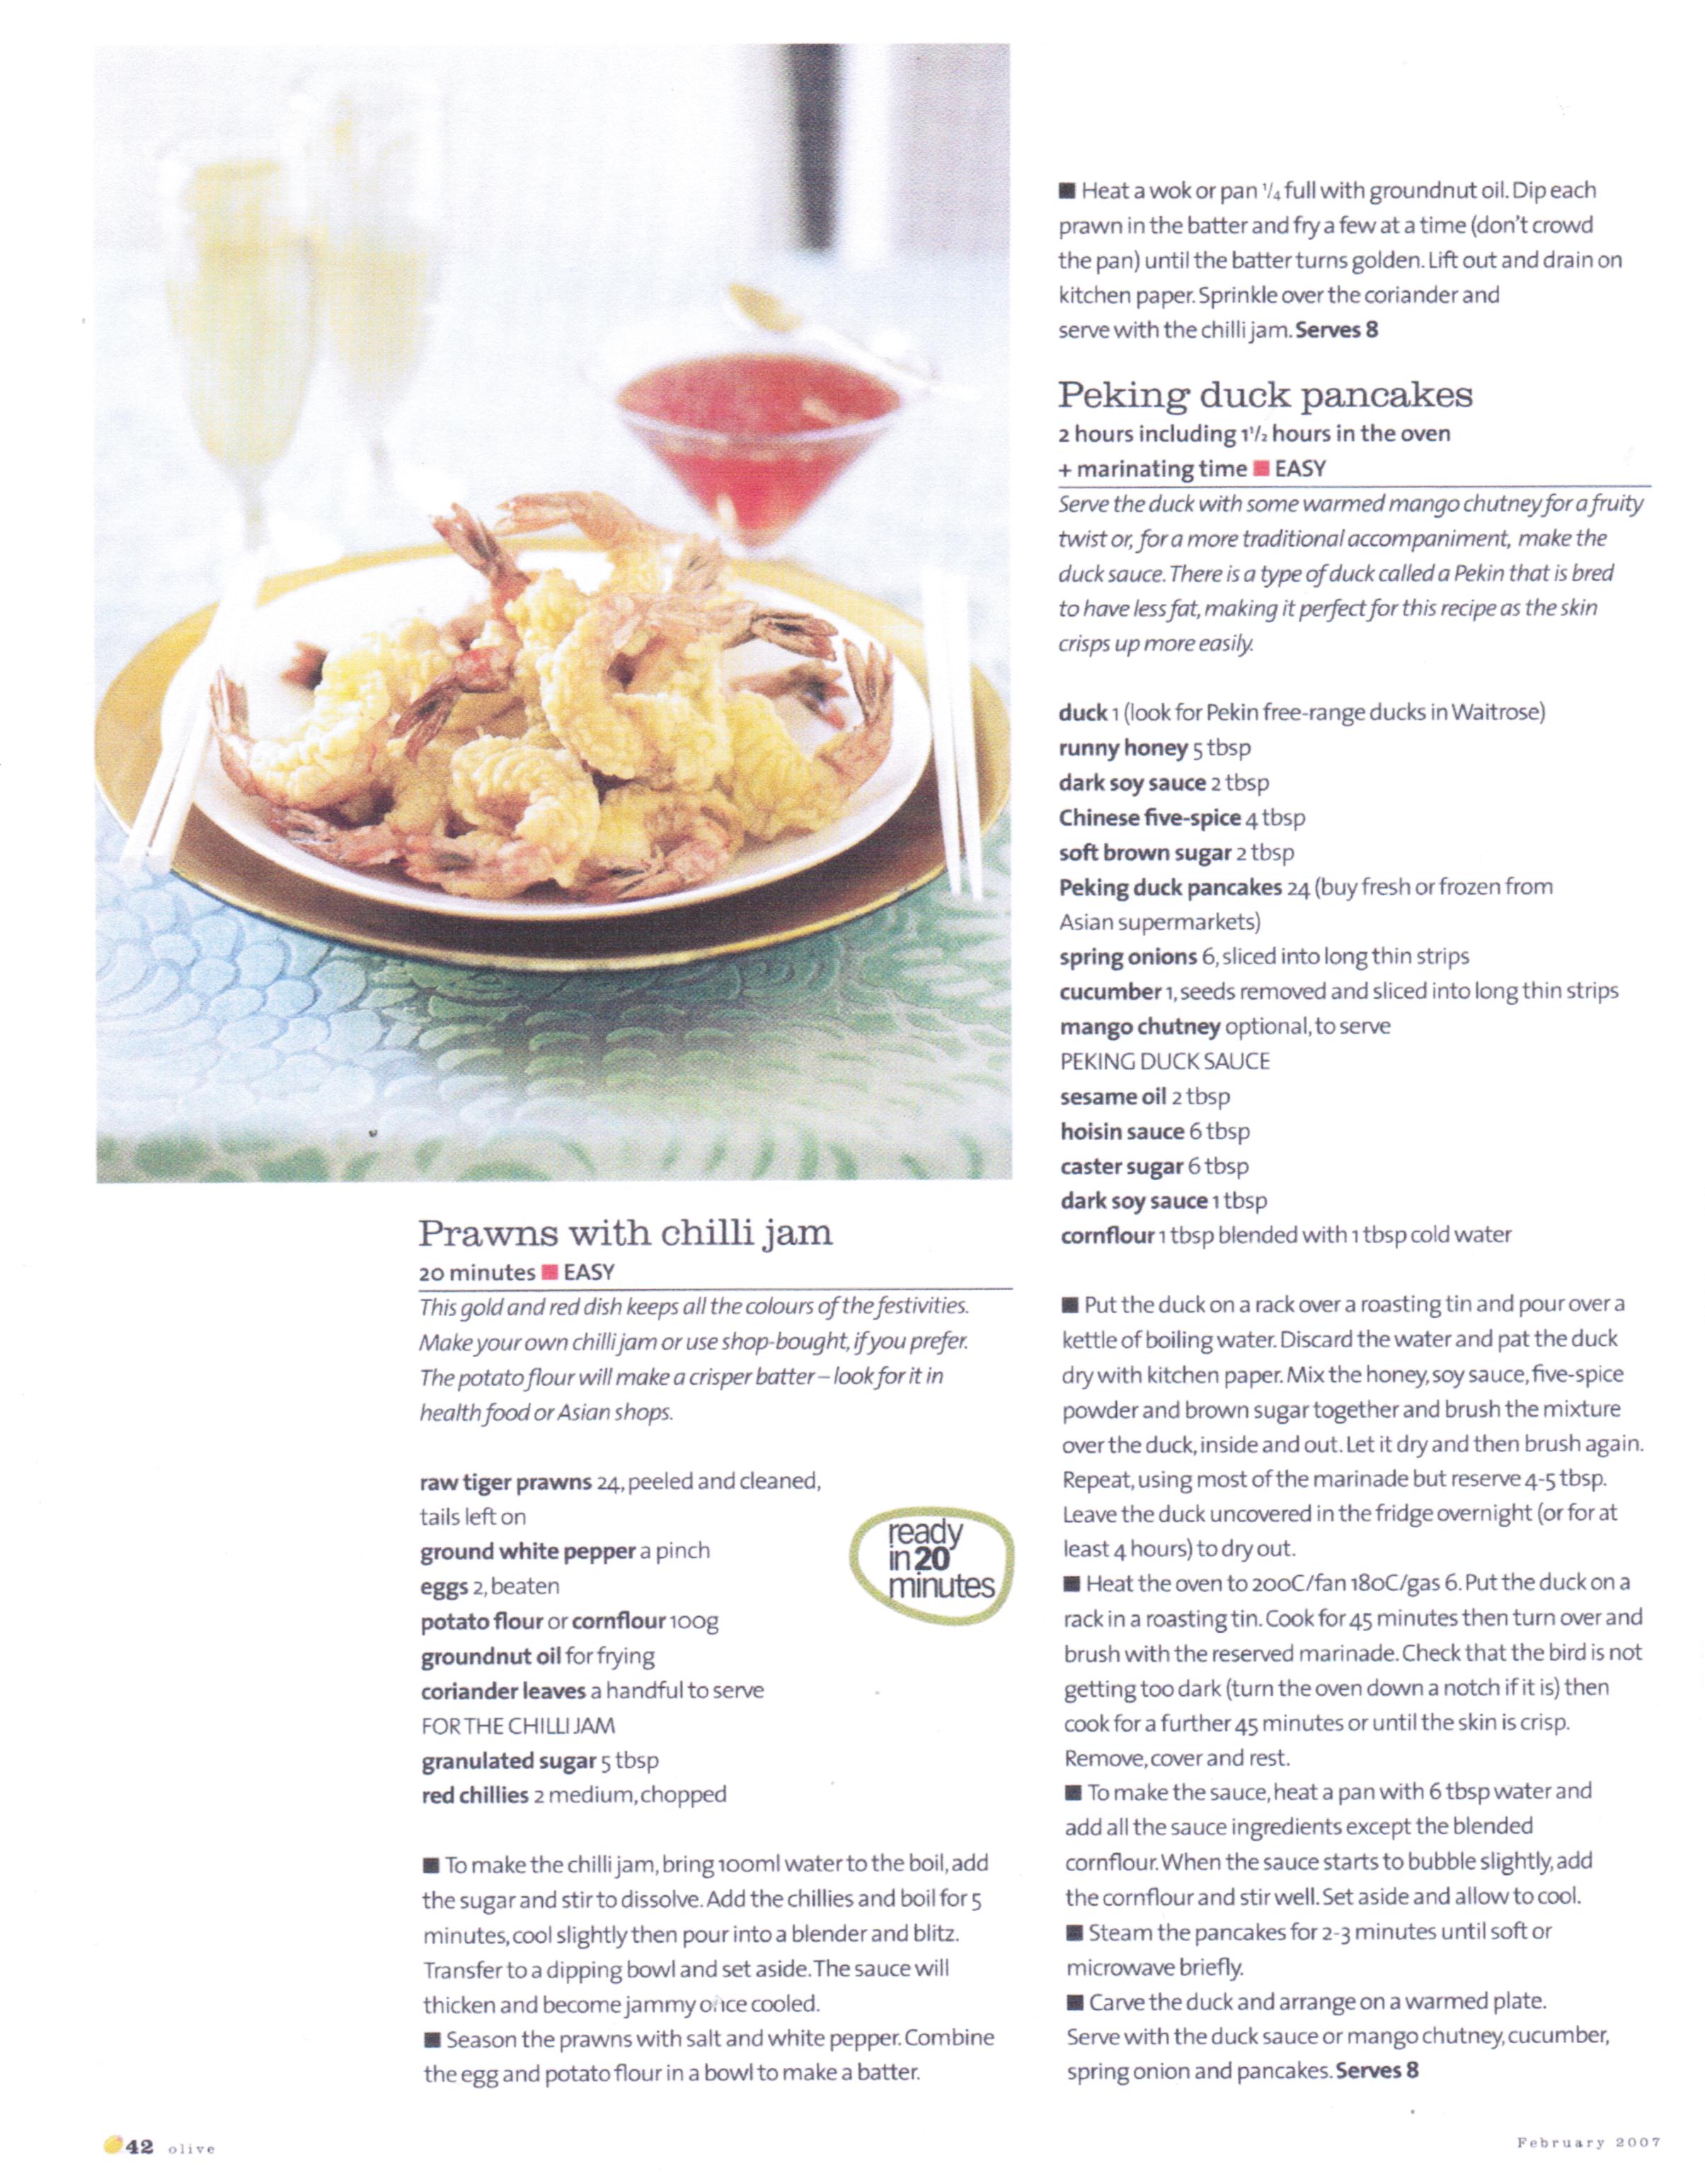 Prawns with chilli jam
20 minutes ■ EASY
This gold and red dish keeps all the colours of the festivities.
Make your own chilli jam or use shop-bought, if you prefer.
The potato flour will make a crisper batter – look for it in
health food or Asian shops.
raw tiger prawns 24, peeled and cleaned,
tails left on
ground white pepper a pinch
eggs 2, beaten
potato flour or cornflour 100g
groundnut oil for frying
coriander leaves a handful to serve
FOR THE CHILLI JAM
granulated sugar 5 tbsp
red chillies 2 medium, chopped
ready
in 20
minutes
■ To make the chilli jam, bring 100ml water to the boil, add
the sugar and stir to dissolve. Add the chillies and boil for 5
minutes, cool slightly then pour into a blender and blitz.
Transfer to a dipping bowl and set aside. The sauce will
thicken and become jammy once cooled.
■ Season the prawns with salt and white pepper. Combine
the egg and potato flour in a bowl to make a batter.
■ Heat a wok or pan 1/4 full with groundnut oil. Dip each
prawn in the batter and fry a few at a time (don't crowd
the pan) until the batter turns golden. Lift out and drain on
kitchen paper. Sprinkle over the coriander and
serve with the chilli jam. Serves 8
Peking duck pancakes
2 hours including 1 1/2 hours in the oven
+ marinating time ■ EASY
Serve the duck with some warmed mango chutney for a fruity
twist or, for a more traditional accompaniment, make the
duck sauce. There is a type of duck called a Pekin that is bred
to have less fat, making it perfect for this recipe as the skin
crisps up more easily.
duck 1 (look for Pekin free-range ducks in Waitrose)
runny honey 5 tbsp
dark soy sauce 2 tbsp
Chinese five-spice 4 tbsp
soft brown sugar 2 tbsp
Peking duck pancakes 24 (buy fresh or frozen from
Asian supermarkets)
spring onions 6, sliced into long thin strips
cucumber 1, seeds removed and sliced into long thin strips
mango chutney optional, to serve
PEKING DUCK SAUCE
sesame oil 2 tbsp
hoisin sauce 6 tbsp
caster sugar 6 tbsp
dark soy sauce 1 tbsp
cornflour 1 tbsp blended with 1 tbsp cold water
■ Put the duck on a rack over a roasting tin and pour over a
kettle of boiling water. Discard the water and pat the duck
dry with kitchen paper. Mix the honey, soy sauce, five-spice
powder and brown sugar together and brush the mixture
over the duck, inside and out. Let it dry and then brush again.
Repeat, using most of the marinade but reserve 4-5 tbsp.
Leave the duck uncovered in the fridge overnight (or for at
least 4 hours) to dry out.
■ Heat the oven to 200C/fan 180C/gas 6. Put the duck on a
rack in a roasting tin. Cook for 45 minutes then turn over and
brush with the reserved marinade. Check that the bird is not
getting too dark (turn the oven down a notch if it is) then
cook for a further 45 minutes or until the skin is crisp.
Remove, cover and rest.
■ To make the sauce, heat a pan with 6 tbsp water and
add all the sauce ingredients except the blended
cornflour. When the sauce starts to bubble slightly, add
the cornflour and stir well. Set aside and allow to cool.
■ Steam the pancakes for 2-3 minutes until soft or
microwave briefly.
■ Carve the duck and arrange on a warmed plate.
Serve with the duck sauce or mango chutney, cucumber,
spring onion and pancakes. Serves 8
42 olive
February 2007